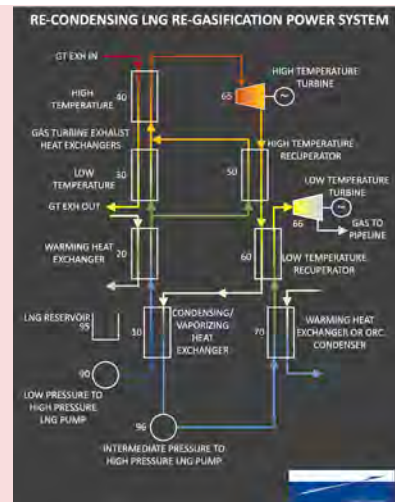 RE-CONDENSING LNG RE-GASIFICATION POWER SYSTEM
GT EXH IN
HIGH
TEMPERATURE
40
65
HIGH TEMPERATURE
TURBINE
~
GAS TURBINE EXHAUST
HEAT EXCHANGERS
HIGH TEMPERATURE
RECUPERATOR
LOW
TEMPERATURE
30
50
LOW TEMPERATURE
TURBINE
~
GT EXH OUT
66
GAS TO
PIPELINE
WARMING HEAT
EXCHANGER
20
60
LOW TEMPERATURE
RECUPERATOR
LNG RESERVOIR
95
10
CONDENSING/
VAPORIZING
HEAT
EXCHANGER
70
WARMING HEAT
EXCHANGER OR ORC
CONDENSER
90
LOW PRESSURE TO
HIGH PRESSURE
LNG PUMP
96
INTERMEDIATE PRESSURE TO
HIGH PRESSURE LNG PUMP